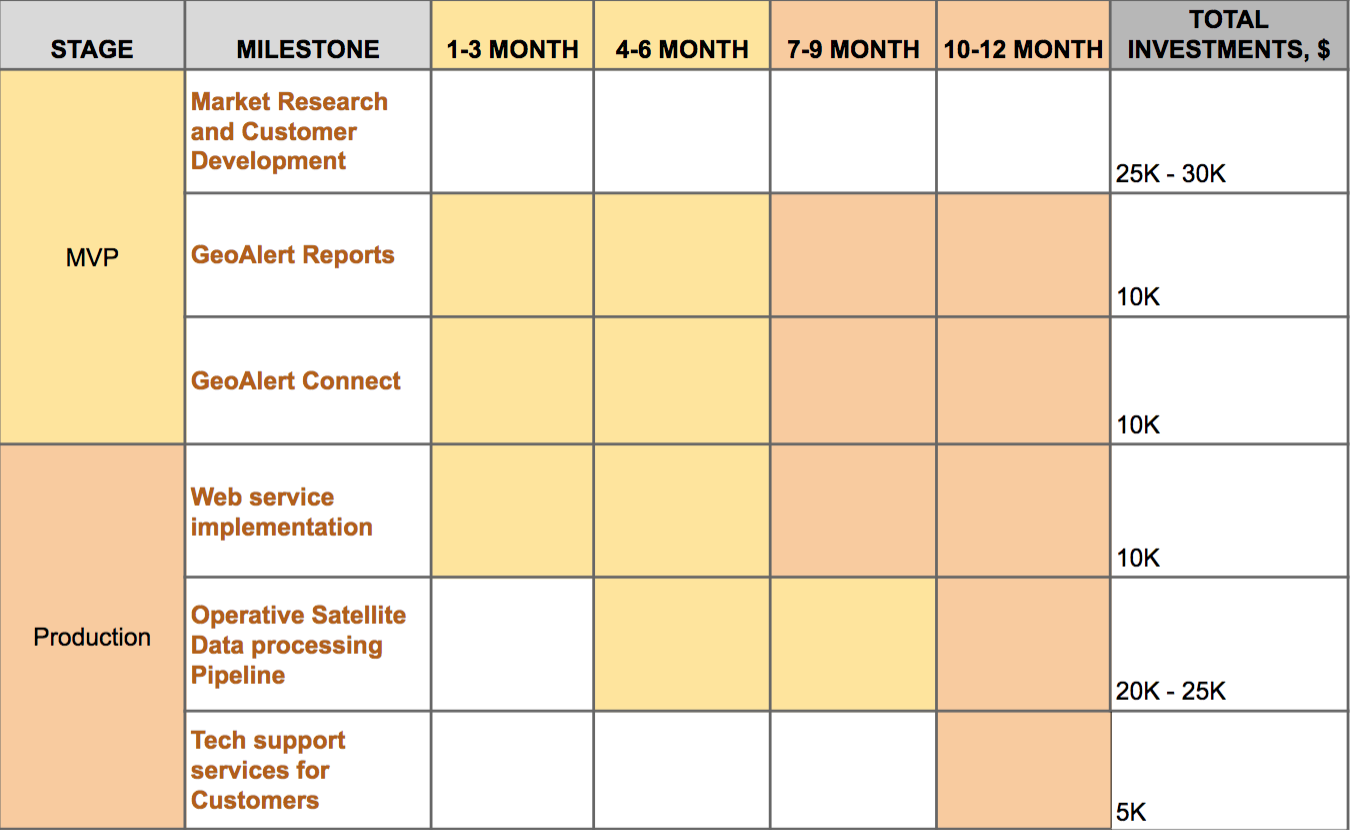 STAGE
MILESTONE
1-3 MONTH
4-6 MONTH
7-9 MONTH
10-12 MONTH
TOTAL
INVESTMENTS, $
MVP
Market Research
and Customer
Development
25K - 30K
GeoAlert Reports
10K
GeoAlert Connect
10K
Production
Web service
implementation
10K
Operative Satellite
Data processing
Pipeline
20K - 25K
Tech support
services for
Customers
5K